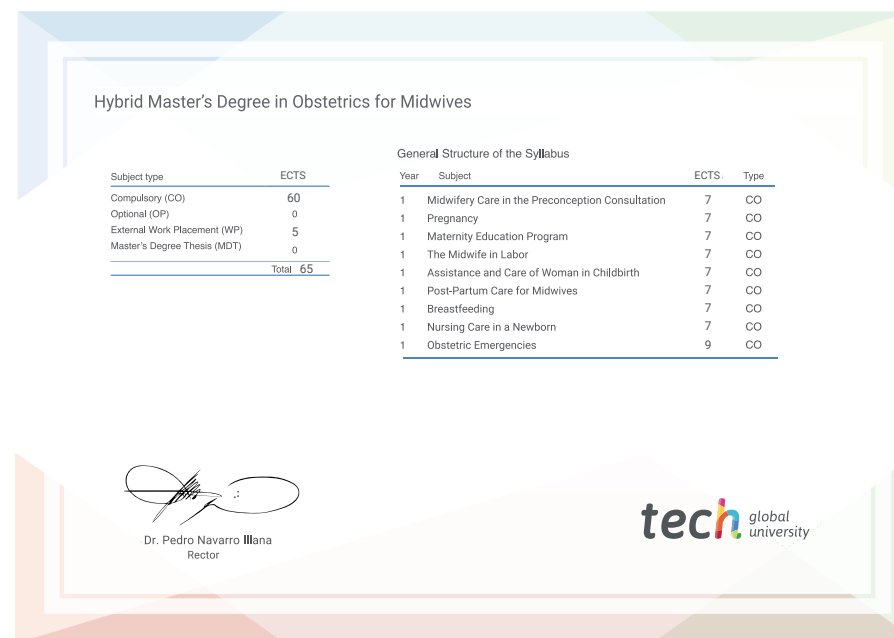 Hybrid Master's Degree in Obstetrics for Midwives
Subject type ECTS
Compulsory (CO) 60
Optional (OP) 0
External Work Placement (WP) 5
Master's Degree Thesis (MDT) 0
Total 65
General Structure of the Syllabus
Year Subject ECTS Type
1 Midwifery Care in the Preconception Consultation 7 CO
1 Pregnancy 7 CO
1 Maternity Education Program 7 CO
1 The Midwife in Labor 7 CO
1 Assistance and Care of Woman in Childbirth 7 CO
1 Post-Partum Care for Midwives 7 CO
1 Breastfeeding 7 CO
1 Nursing Care in a Newborn 7 CO
1 Obstetric Emergencies 9 CO
Dr. Pedro Navarro Illana
Rector
tech global
university